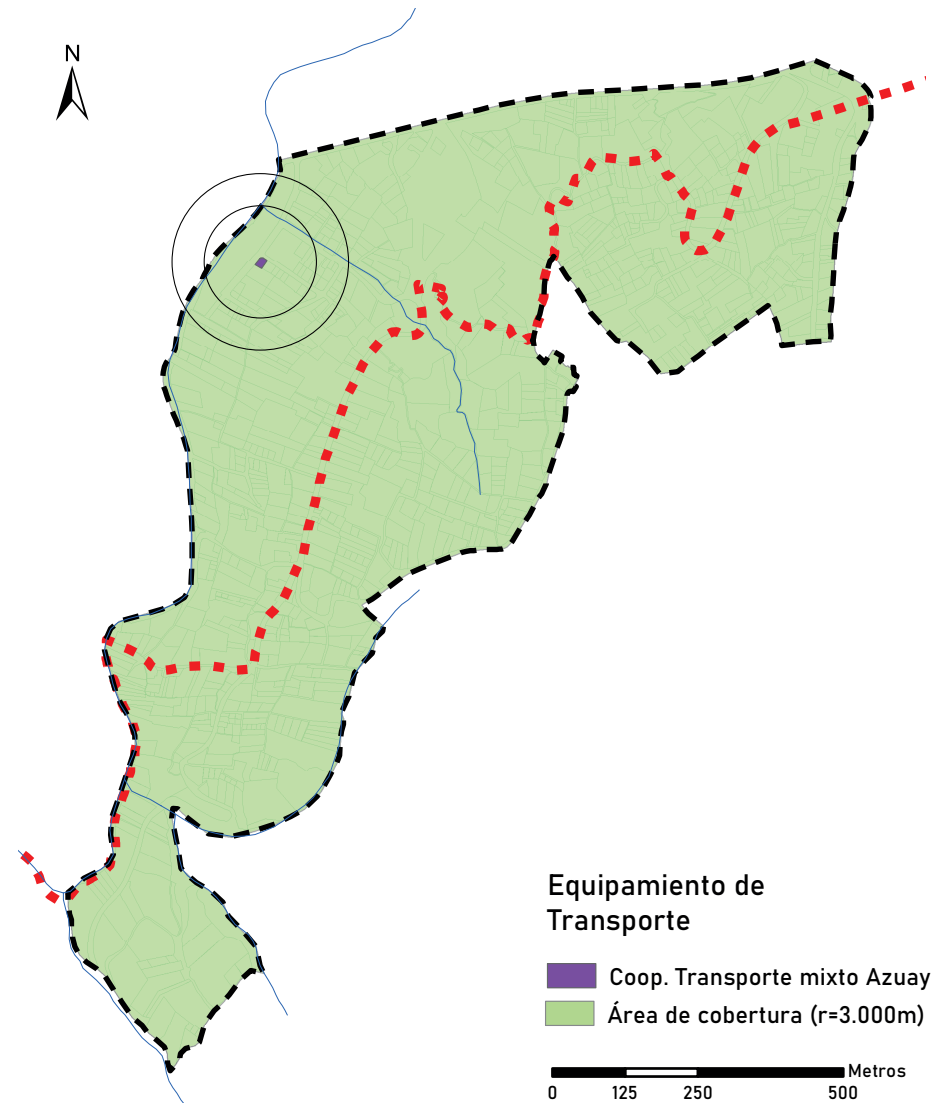 N
Equipamiento de
Transporte
Coop. Transporte mixto Azuay
Área de cobertura (r=3.000m)
Metros
0 125 250 500